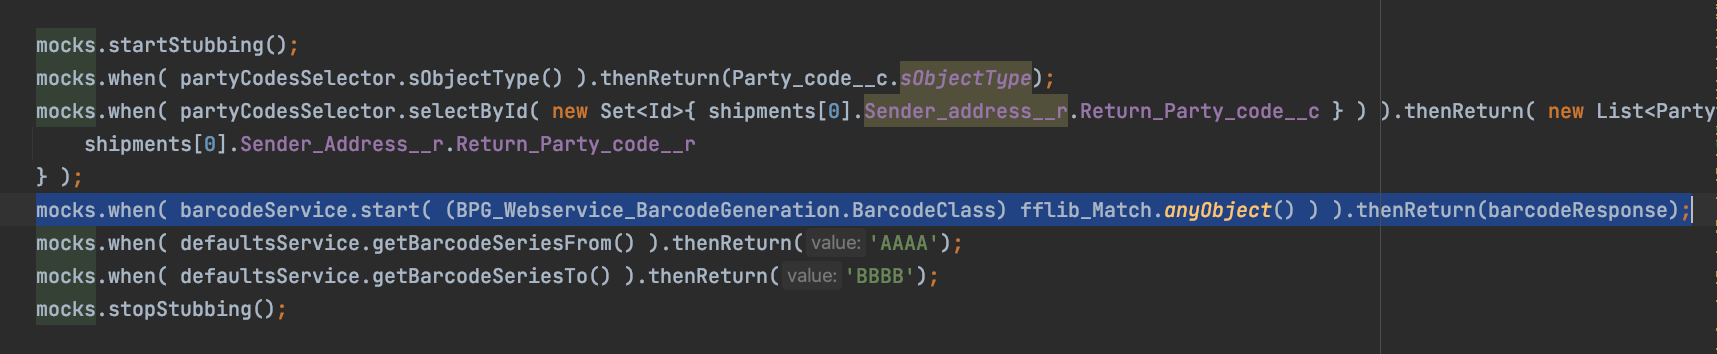 mocks.startStubbing();
mocks.when( partyCodesSelector.sObjectType() ).thenReturn(Party_code__c.sObjectType);
mocks.when( partyCodesSelector.selectById( new Set<Id>{ shipments[0].Sender_address__r.Return_Party_code__c } ) ).thenReturn( new List<Party
shipments[0].Sender_Address__r.Return_Party_code__r
} );
mocks.when( barcodeService.start( (BPG_Webservice_BarcodeGeneration.BarcodeClass) fflib_Match.anyObject() ) ).thenReturn(barcodeResponse);
mocks.when( defaultsService.getBarcodeSeriesFrom() ).thenReturn( value: 'AAAA');
mocks.when( defaultsService.getBarcodeSeriesTo() ).thenReturn( value: 'BBBB');
mocks.stopStubbing();